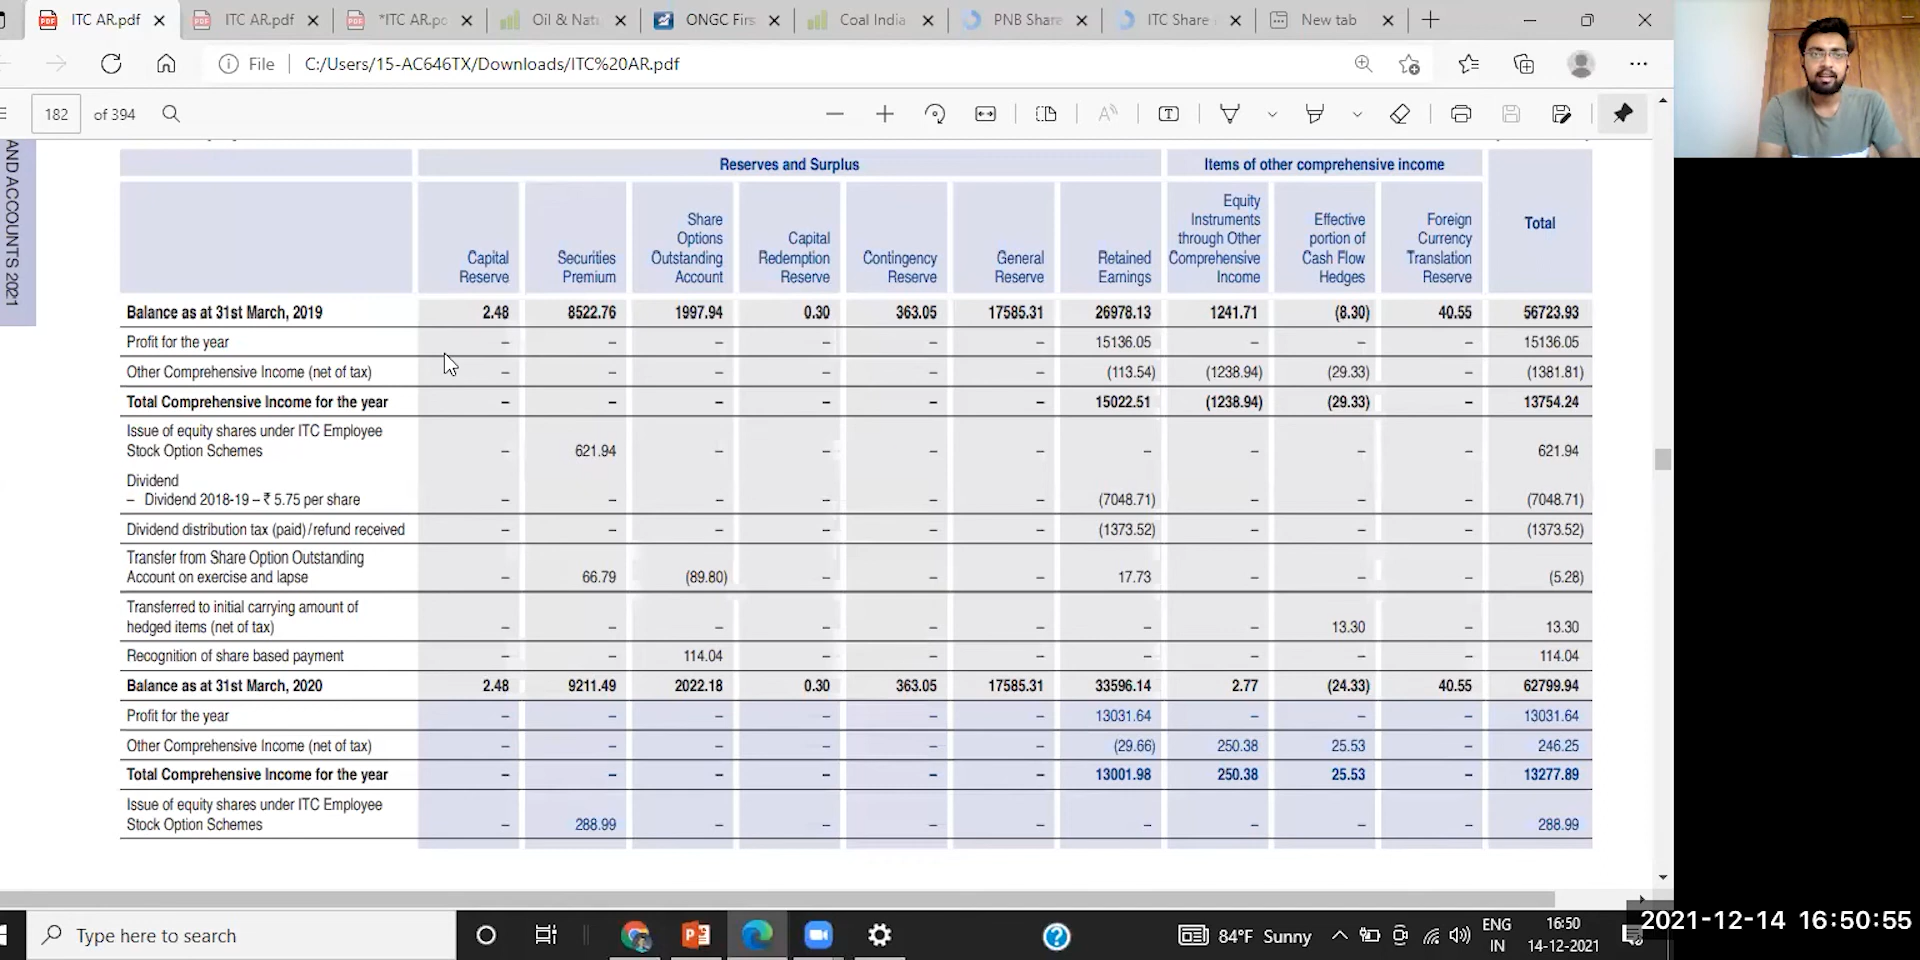 ITC AR.pdf
ITC AR.pdf
*ITC AR.po
Oil & Natu
ONGC Firs
Coal India
PNB Share
ITC Share
New tab
File
C:/Users/15-AC646TX/Downloads/ITC%20AR.pdf
182 of 394
AND ACCOUNTS 2021
Reserves and Surplus Items of other comprehensive income
Capital Reserve Securities Premium Share Options Outstanding Account Capital Redemption Reserve Contingency Reserve General Reserve Retained Earnings Equity Instruments through Other Comprehensive Income Effective portion of Cash Flow Hedges Foreign Currency Translation Reserve Total
Balance as at 31st March, 2019 2.48 8522.76 1997.94 0.30 363.05 17585.31 26978.13 1241.71 (8.30) 40.55 56723.93
Profit for the year – – – – – – 15136.05 – – – 15136.05
Other Comprehensive Income (net of tax) – – – – – – (113.54) (1238.94) (29.33) – (1381.81)
Total Comprehensive Income for the year – – – – – – 15022.51 (1238.94) (29.33) – 13754.24
Issue of equity shares under ITC Employee
Stock Option Schemes – 621.94 – – – – – – – – 621.94
Dividend
– Dividend 2018-19 – ₹ 5.75 per share – – – – – – (7048.71) – – – (7048.71)
Dividend distribution tax (paid)/refund received – – – – – – (1373.52) – – – (1373.52)
Transfer from Share Option Outstanding
Account on exercise and lapse – 66.79 (89.80) – – – 17.73 – – – (5.28)
Transferred to initial carrying amount of
hedged items (net of tax) – – – – – – – – 13.30 – 13.30
Recognition of share based payment – – 114.04 – – – – – – – 114.04
Balance as at 31st March, 2020 2.48 9211.49 2022.18 0.30 363.05 17585.31 33596.14 2.77 (24.33) 40.55 62799.94
Profit for the year – – – – – – 13031.64 – – – 13031.64
Other Comprehensive Income (net of tax) – – – – – – (29.66) 250.38 25.53 – 246.25
Total Comprehensive Income for the year – – – – – – 13001.98 250.38 25.53 – 13277.89
Issue of equity shares under ITC Employee
Stock Option Schemes – 288.99 – – – – – – – – 288.99
Type here to search
84°F Sunny
ENG
IN
16:50
14-12-2021
2021-12-14 16:50:55